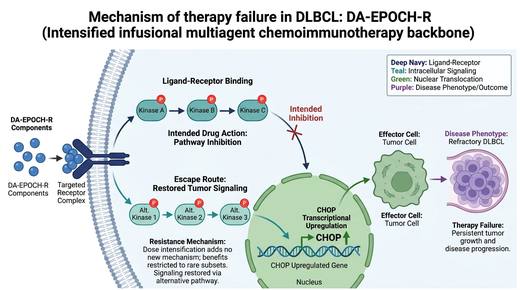 Mechanism of therapy failure in DLBCL: DA-EPOCH-R
(Intensified infusional multiagent chemoimmunotherapy backbone)
Deep Navy: Ligand-Receptor
Teal: Intracellular Signaling
Green: Nuclear Translocation
Purple: Disease Phenotype/Outcome
Ligand-Receptor Binding
P
P
P
Kinase A
Kinase B
Kinase C
Intended
Inhibition
Intended Drug Action:
Pathway Inhibition
DA-EPOCH-R
Components
DA-EPOCH-R
Components
Targeted
Receptor
Complex
Escape Route:
Restored Tumor Signaling
P
P
P
Alt.
Kinase 1
Alt.
Kinase 2
Alt.
Kinase 3
Resistance Mechanism:
Dose intensification adds no
new mechanism; benefits
restricted to rare subsets.
Signaling restored via
alternative pathway.
CHOP
Transcriptional
Upregulation
CHOP
CHOP Upregulated Gene
Nucleus
Effector Cell:
Tumor Cell
Effector Cell:
Tumor Cell
Disease Phenotype:
Refractory DLBCL
Therapy Failure:
Persistent tumor
growth and
disease progression.